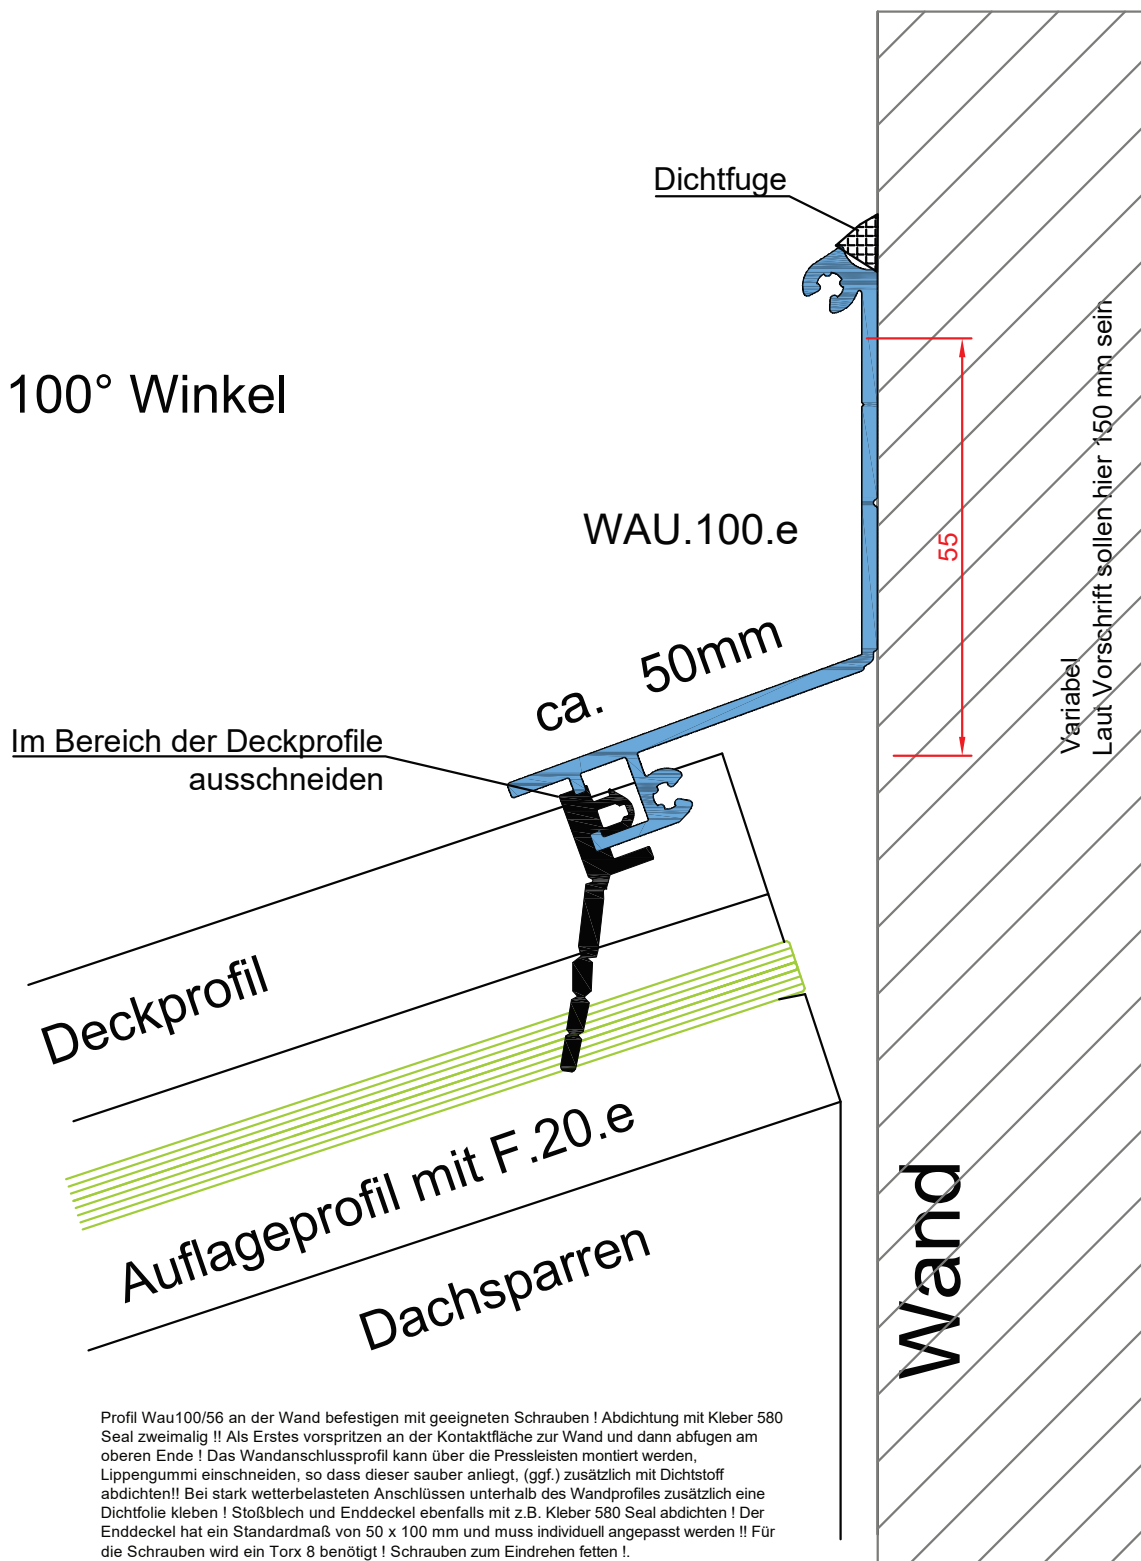 Dichtfuge
100° Winkel
WAU.100.e
55
Variabel
Laut Vorschrift sollen hier 150 mm sein
ca. 50mm
Im Bereich der Deckprofile
ausschneiden
Deckprofil
Auflageprofil mit F.20.e
Dachsparren
Wand
Profil Wau100/56 an der Wand befestigen mit geeigneten Schrauben ! Abdichtung mit Kleber 580
Seal zweimalig !! Als Erstes vorspritzen an der Kontaktfläche zur Wand und dann abfugen am
oberen Ende ! Das Wandanschlussprofil kann über die Pressleisten montiert werden,
Lippengummi einschneiden, so dass dieser sauber anliegt, (ggf.) zusätzlich mit Dichtstoff
abdichten!! Bei stark wetterbelasteten Anschlüssen unterhalb des Wandprofiles zusätzlich eine
Dichtfolie kleben ! Stoßblech und Enddeckel ebenfalls mit z.B. Kleber 580 Seal abdichten ! Der
Enddeckel hat ein Standardmaß von 50 x 100 mm und muss individuell angepasst werden !! Für
die Schrauben wird ein Torx 8 benötigt ! Schrauben zum Eindrehen fetten !.